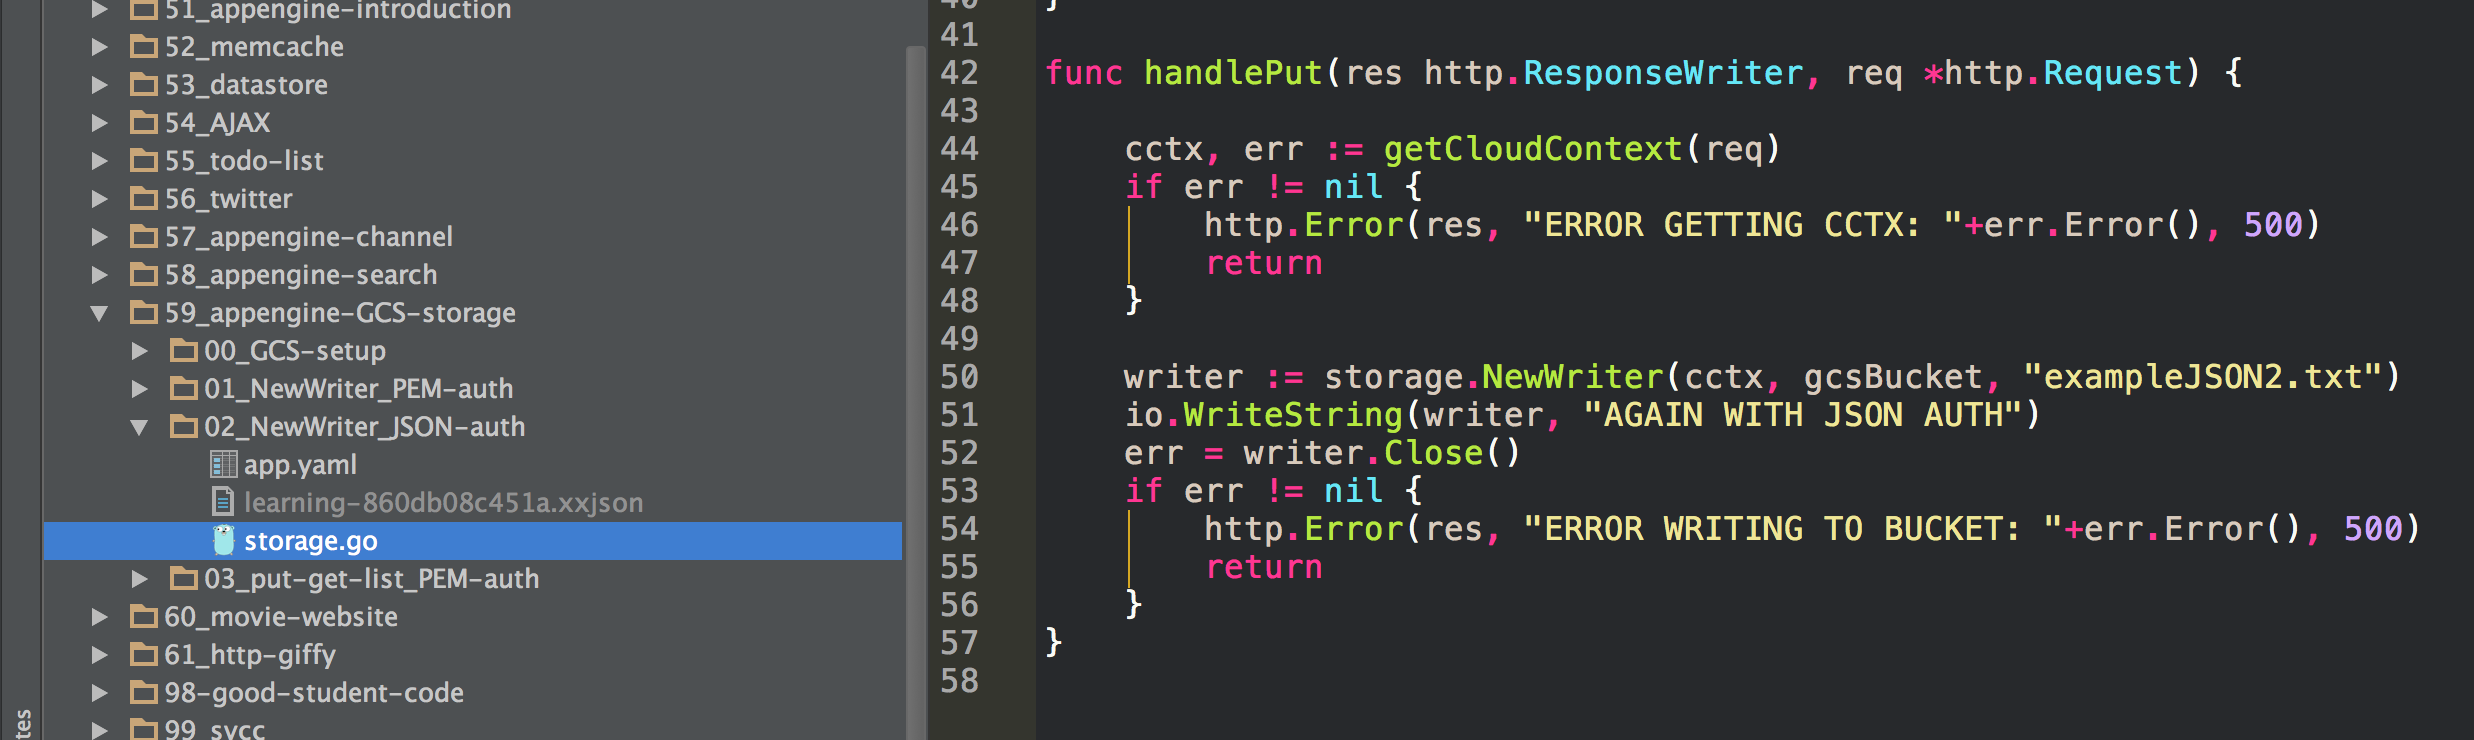 51_appengine-introduction
52_memcache
53_datastore
54_AJAX
55_todo-list
56_twitter
57_appengine-channel
58_appengine-search
59_appengine-GCS-storage
00_GCS-setup
01_NewWriter_PEM-auth
02_NewWriter_JSON-auth
app.yaml
learning-860db08c451a.xxjson
storage.go
03_put-get-list_PEM-auth
60_movie-website
61_http-giffy
98-good-student-code
99_svcc
tes
40 }
41
42 func handlePut(res http.ResponseWriter, req *http.Request) {
43
44     cctx, err := getCloudContext(req)
45     if err != nil {
46         http.Error(res, "ERROR GETTING CCTX: "+err.Error(), 500)
47         return
48     }
49
50     writer := storage.NewWriter(cctx, gcsBucket, "exampleJSON2.txt")
51     io.WriteString(writer, "AGAIN WITH JSON AUTH")
52     err = writer.Close()
53     if err != nil {
54         http.Error(res, "ERROR WRITING TO BUCKET: "+err.Error(), 500)
55         return
56     }
57 }
58